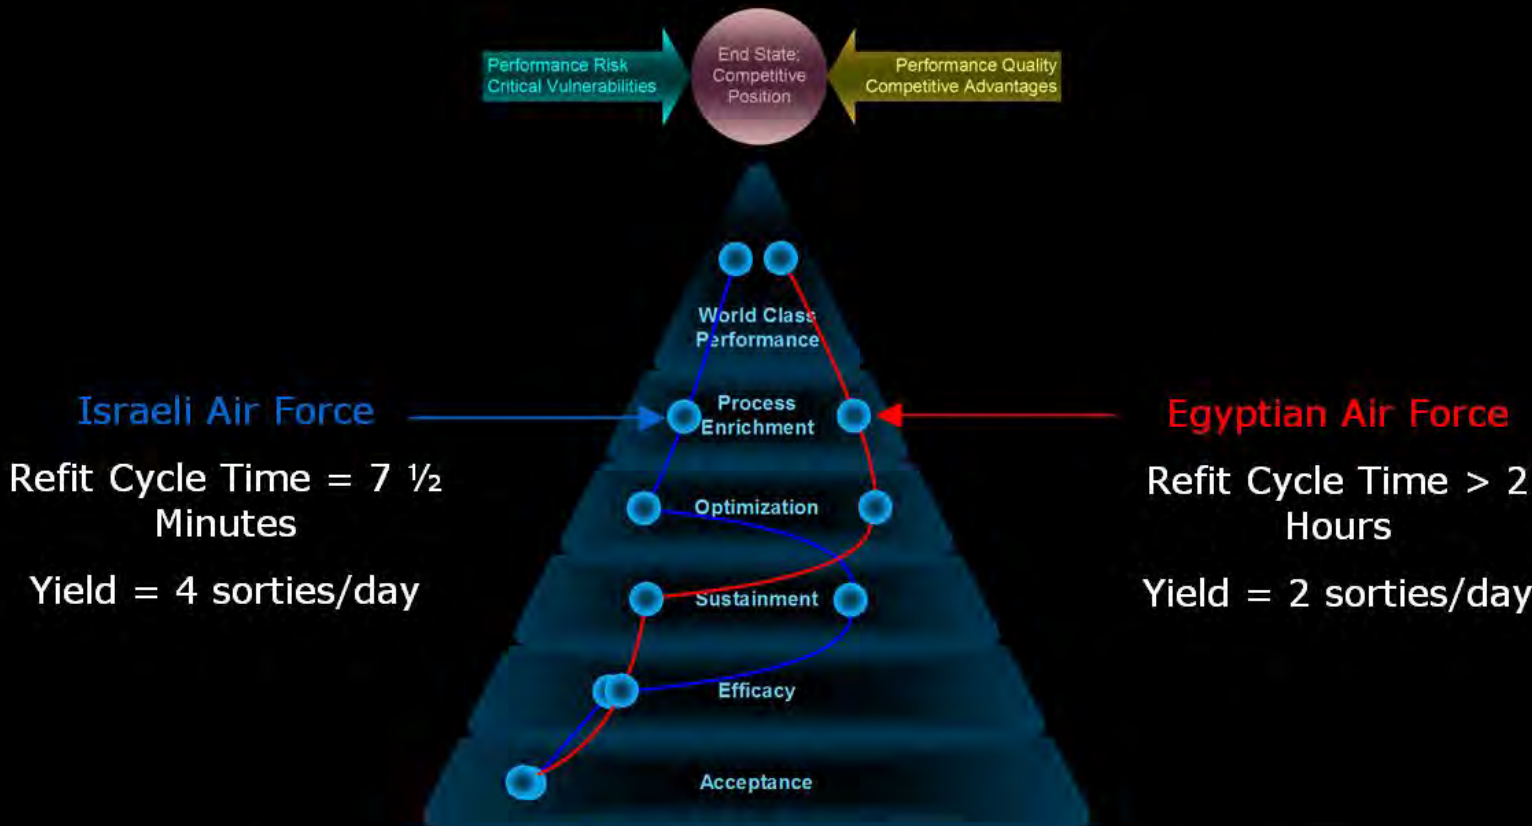 End State;
Competitive
Position
Performance Risk
Critical Vulnerabilities
Performance Quality
Competitive Advantages
World Class
Performance
Process
Enrichment
Optimization
Sustainment
Efficacy
Acceptance
Israeli Air Force
Refit Cycle Time = 7 ½
Minutes
Yield = 4 sorties/day
Egyptian Air Force
Refit Cycle Time > 2
Hours
Yield = 2 sorties/day